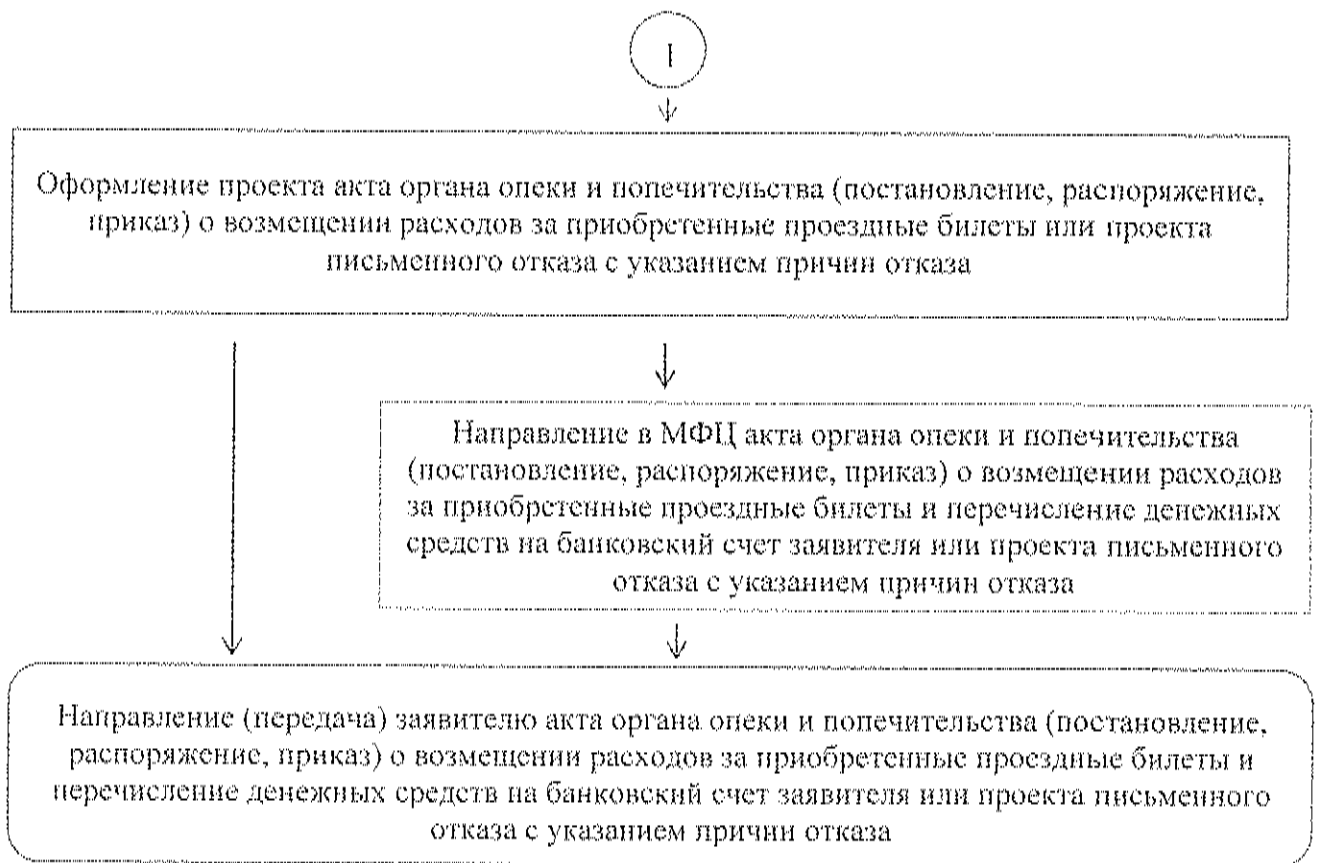 1
Оформление проекта акта органа опеки и попечительства (постановление, распоряжение,
приказ) о возмещении расходов за приобретенные проездные билеты или проекта
письменного отказа с указанием причин отказа
Направление в МФЦ акта органа опеки и попечительства
(постановление, распоряжение, приказ) о возмещении расходов
за приобретенные проездные билеты и перечисление денежных
средств на банковский счет заявителя или проекта письменного
отказа с указанием причин отказа
Направление (передача) заявителю акта органа опеки и попечительства (постановление,
распоряжение, приказ) о возмещении расходов за приобретенные проездные билеты и
перечисление денежных средств на банковский счет заявителя или проекта письменного
отказа с указанием причин отказа